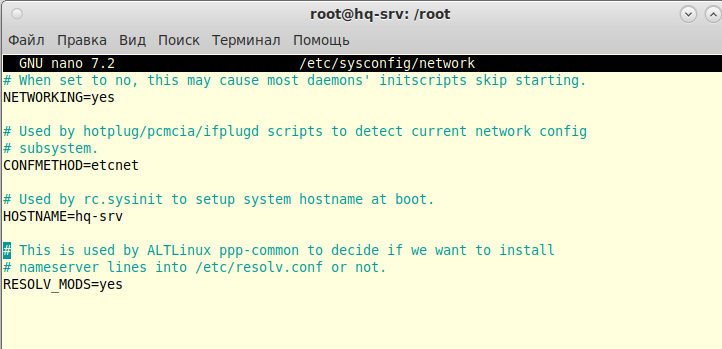 root@hq-srv: /root
Файл Правка Вид Поиск Терминал Помощь
GNU nano 7.2 /etc/sysconfig/network
# When set to no, this may cause most daemons' initscripts skip starting.
NETWORKING=yes
# Used by hotplug/pcmcia/ifplugd scripts to detect current network config
# subsystem.
CONFMETHOD=etcnet
# Used by rc.sysinit to setup system hostname at boot.
HOSTNAME=hq-srv
# This is used by ALTLinux ppp-common to decide if we want to install
# nameserver lines into /etc/resolv.conf or not.
RESOLV_MODS=yes